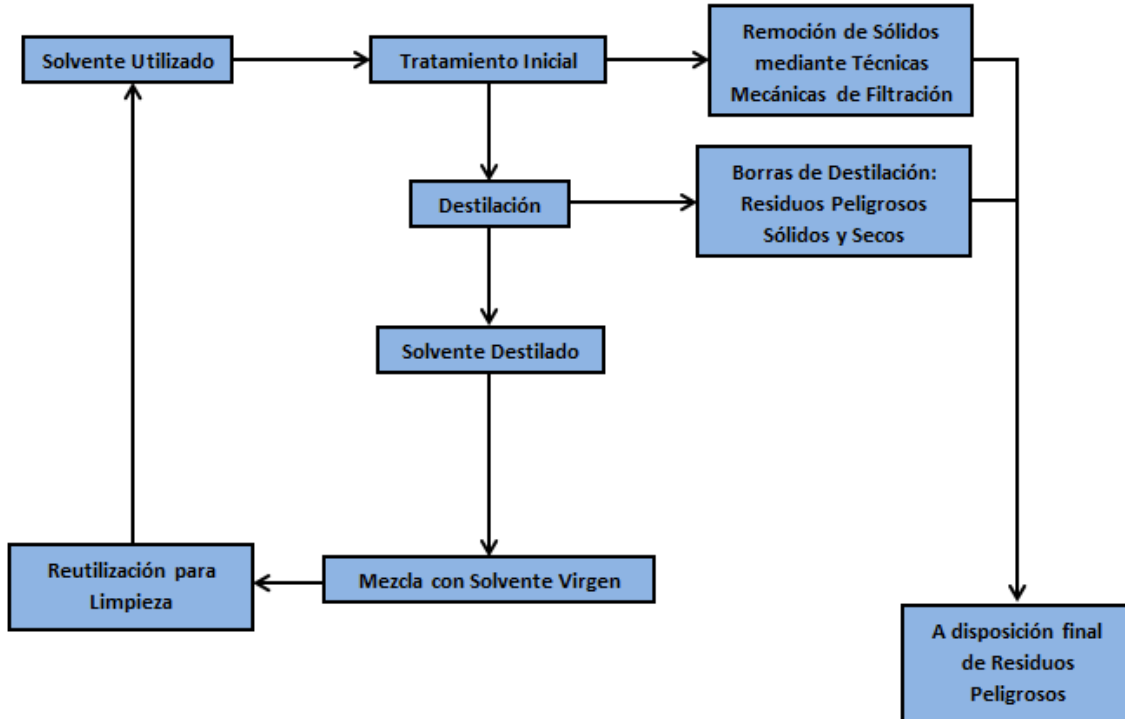 Solvente Utilizado
Tratamiento Inicial
Remoción de Sólidos
mediante Técnicas
Mecánicas de Filtración
Destilación
Borras de Destilación:
Residuos Peligrosos
Sólidos y Secos
Solvente Destilado
Mezcla con Solvente Virgen
Reutilización para
Limpieza
A disposición final
de Residuos
Peligrosos